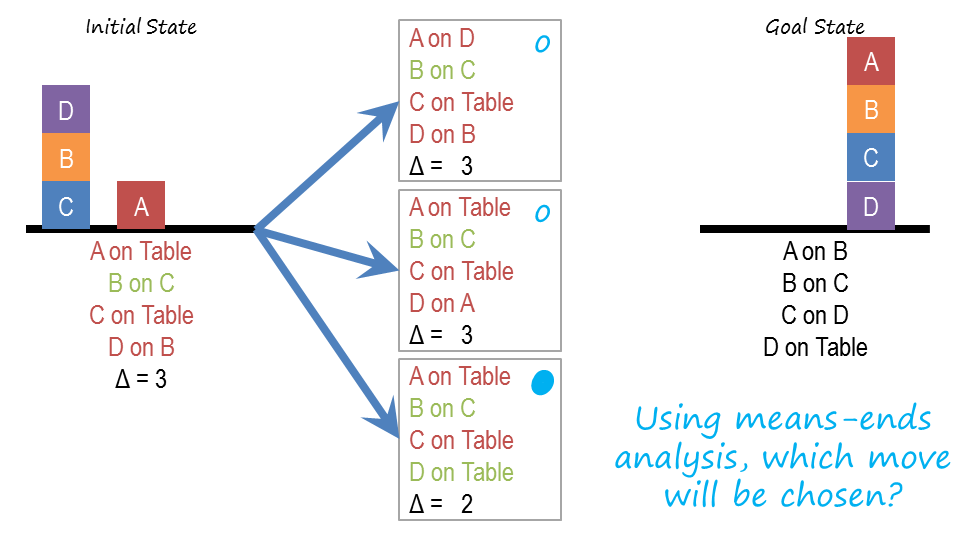 Initial State
D
B
C
A
A on Table
B on C
C on Table
D on B
Δ = 3
A on D
B on C
C on Table
D on B
Δ = 3
A on Table
B on C
C on Table
D on A
Δ = 3
A on Table
B on C
C on Table
D on Table
Δ = 2
Goal State
A
B
C
D
A on B
B on C
C on D
D on Table
Using means-ends
analysis, which move
will be chosen?